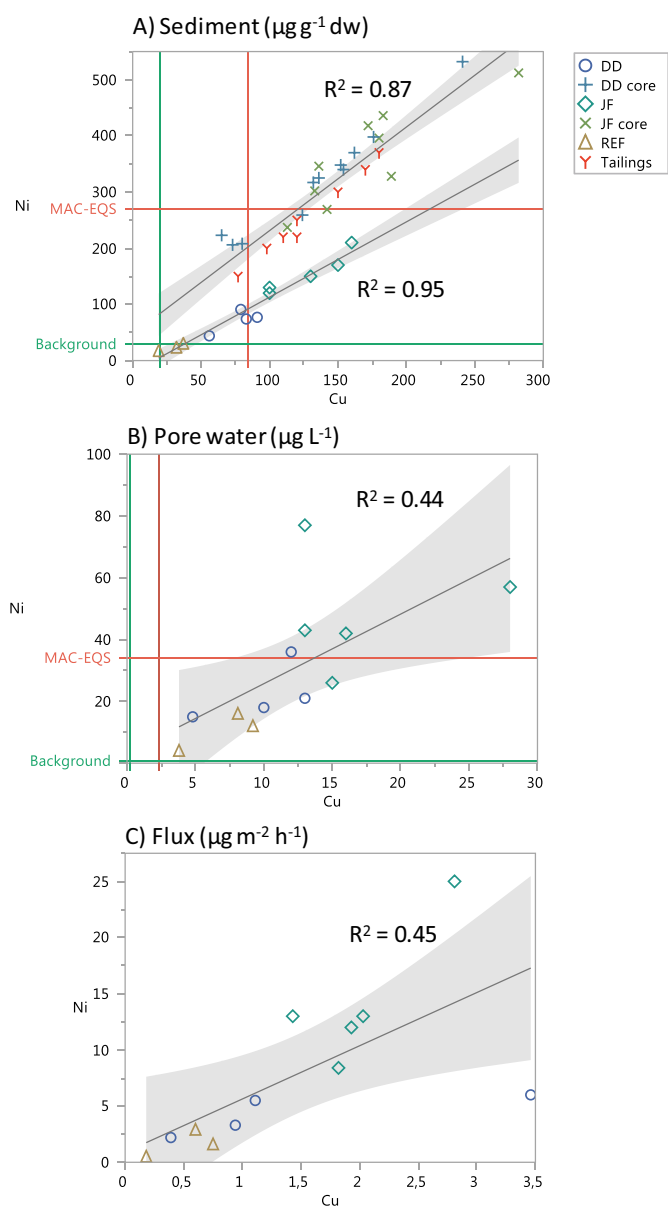 A) Sediment (µg g⁻¹ dw)
500
400
300
200
100
0
Ni
MAC-EQS
Background
R² = 0.87
R² = 0.95
0 50 100 150 200 250 300
Cu
DD
DD core
JF
JF core
REF
Tailings
B) Pore water (µg L⁻¹)
100
80
60
40
20
Ni
MAC-EQS
Background
R² = 0.44
0 5 10 15 20 25 30
Cu
C) Flux (µg m⁻² h⁻¹)
25
20
15
10
5
0
Ni
R² = 0.45
0 0,5 1 1,5 2 2,5 3 3,5
Cu